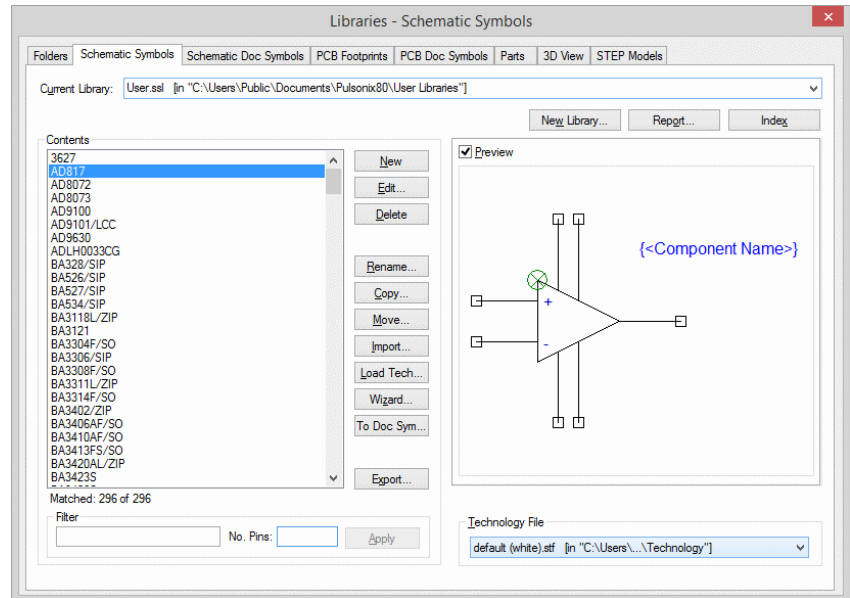 Libraries - Schematic Symbols
Folders Schematic Symbols Schematic Doc Symbols PCB Footprints PCB Doc Symbols Parts 3D View STEP Models
Current Library: User.ssl [in "C:\Users\Public\Documents\Pulsonix80\User Libraries"]
New Library... Report... Index
Contents
3627
AD817
AD8072
AD8073
AD9100
AD9101/LCC
AD9630
ADLH0033CG
BA328/SIP
BA526/SIP
BA527/SIP
BA534/SIP
BA3118L/ZIP
BA3121
BA3304F/SO
BA3306/SIP
BA3308F/SO
BA3311L/ZIP
BA3314F/SO
BA3402/ZIP
BA3406AF/SO
BA3410AF/SO
BA3413FS/SO
BA3420AL/ZIP
BA3423S
New
Edit...
Delete
Rename...
Copy...
Move...
Import...
Load Tech...
Wizard...
To Doc Sym...
Export...
Preview
{<Component Name>}
+
-
Matched: 296 of 296
Filter
No. Pins:
Apply
Technology File
default (white).stf [in "C:\Users\...\Technology"]